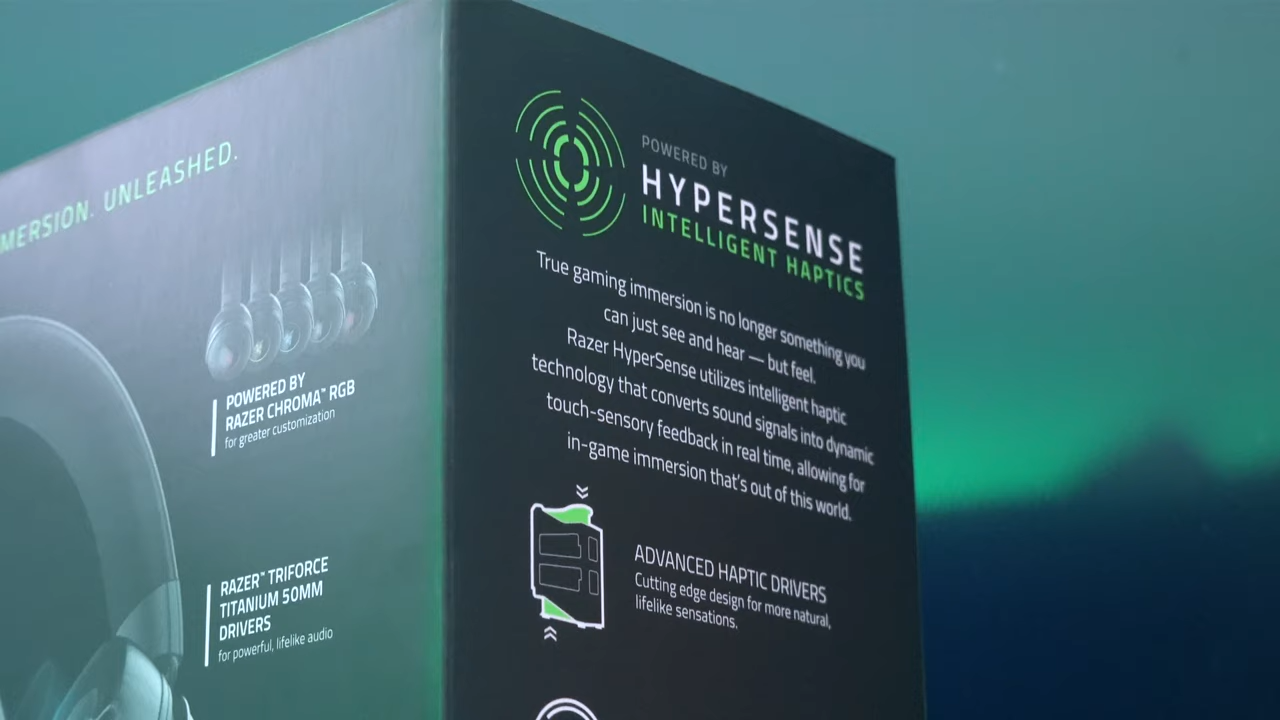 MERSION. UNLEASHED.
POWERED BY
RAZER CHROMA™ RGB
for greater customization
RAZER™ TRIFORCE
TITANIUM 50MM
DRIVERS
for powerful, lifelike audio
POWERED BY
HYPERSENSE
INTELLIGENT HAPTICS
True gaming immersion is no longer something you
can just see and hear — but feel.
Razer HyperSense utilizes intelligent haptic
technology that converts sound signals into dynamic
touch-sensory feedback in real time, allowing for
in-game immersion that's out of this world.
ADVANCED HAPTIC DRIVERS
Cutting edge design for more natural,
lifelike sensations.